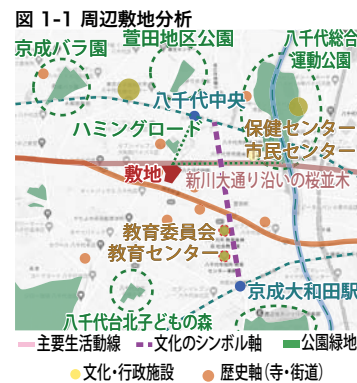 図 1-1 周辺敷地分析
京成バラ園
萱田地区公園
八千代総合
運動公園
八千代中央
ハミングロード
保健センター
市民センター
敷地
新川大通り沿いの桜並木
教育委員会
教育センター
京成大和田駅
八千代台北子どもの森
主要生活動線
文化のシンボル軸
公園緑地
文化・行政施設
歴史軸(寺・街道)